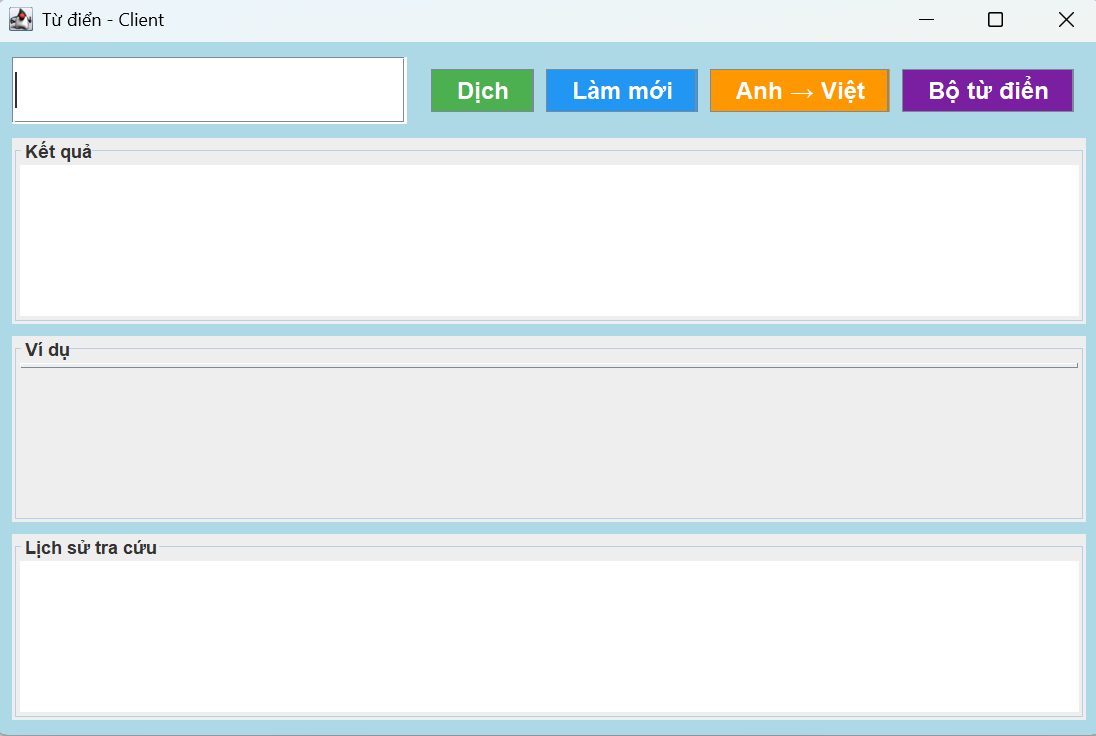 Từ điển - Client
Dịch
Làm mới
Anh → Việt
Bộ từ điển
Kết quả
Ví dụ
Lịch sử tra cứu